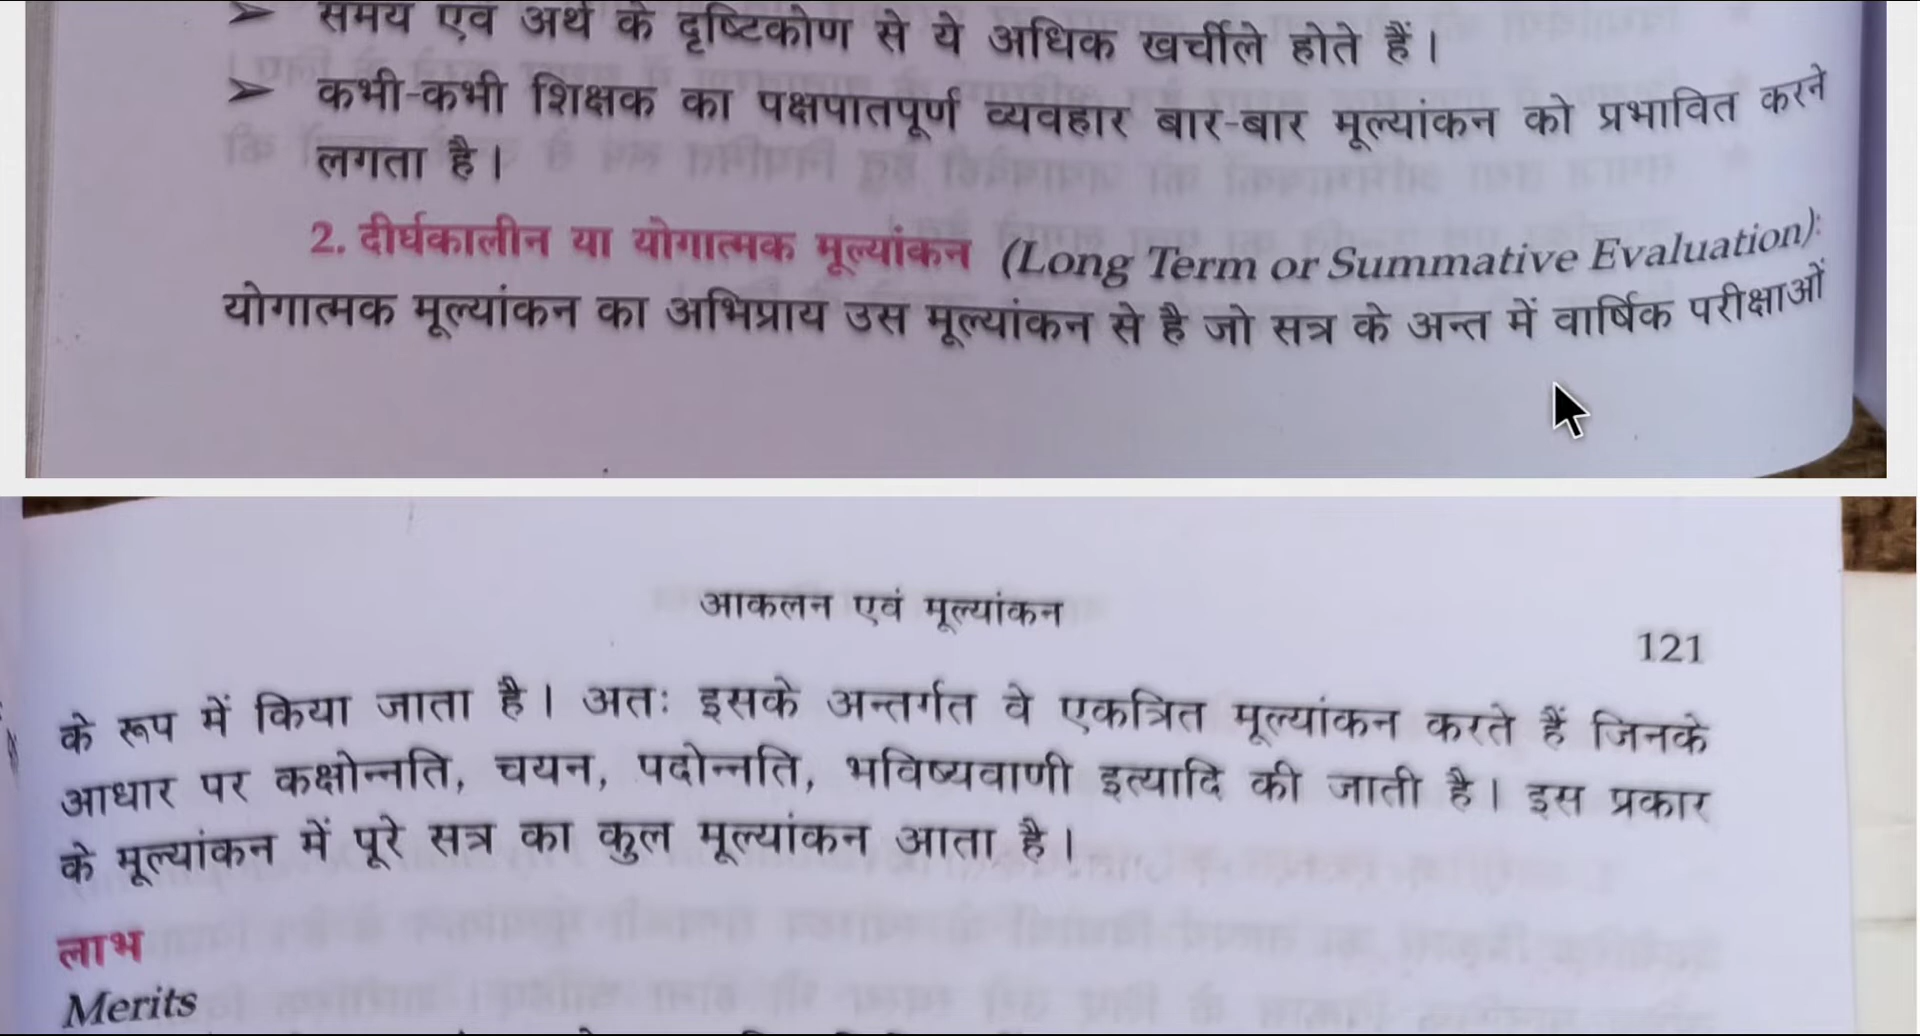 ➤ समय एवं अर्थ के दृष्टिकोण से ये अधिक खर्चीले होते हैं।
➤ कभी-कभी शिक्षक का पक्षपातपूर्ण व्यवहार बार-बार मूल्यांकन को प्रभावित करने
लगता है।
2. दीर्घकालीन या योगात्मक मूल्यांकन (Long Term or Summative Evaluation):
योगात्मक मूल्यांकन का अभिप्राय उस मूल्यांकन से है जो सत्र के अन्त में वार्षिक परीक्षाओं
आकलन एवं मूल्यांकन
121
के रूप में किया जाता है। अतः इसके अन्तर्गत वे एकत्रित मूल्यांकन करते हैं जिनके
आधार पर कक्षोन्नति, चयन, पदोन्नति, भविष्यवाणी इत्यादि की जाती है। इस प्रकार
के मूल्यांकन में पूरे सत्र का कुल मूल्यांकन आता है।
लाभ
Merits